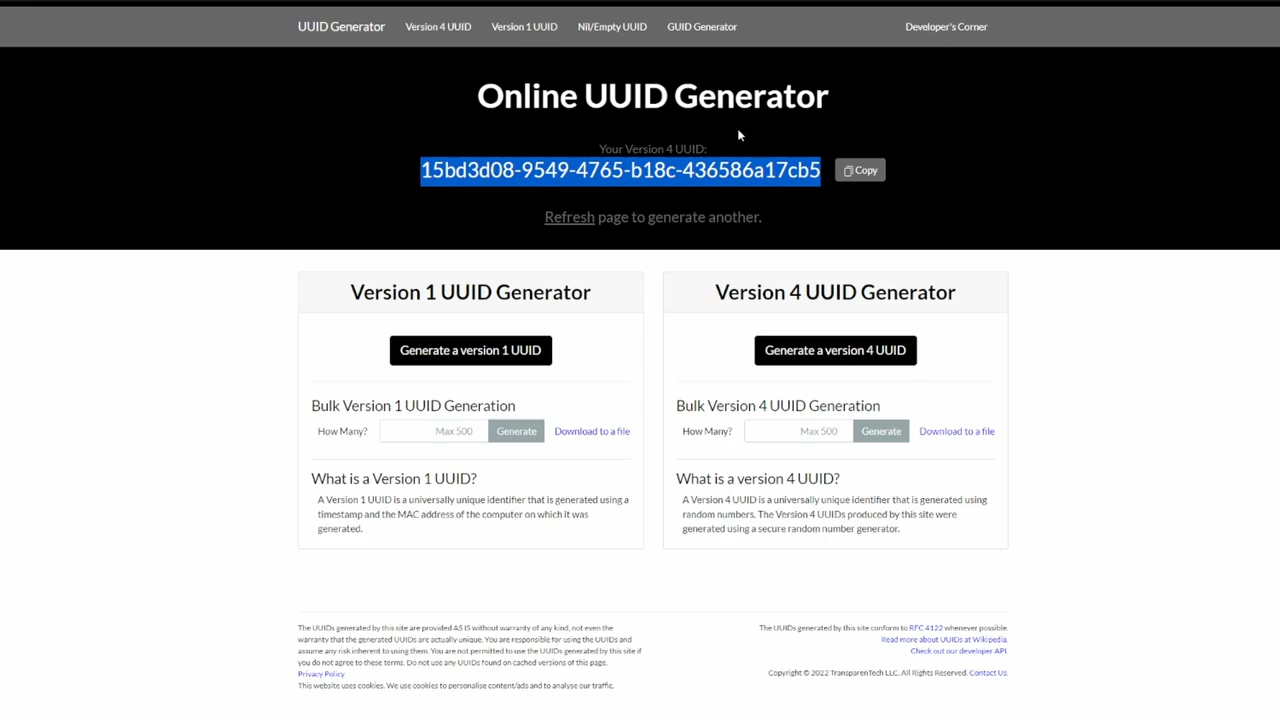 UUID Generator Version 4 UUID Version 1 UUID Nil/Empty UUID GUID Generator Developer's Corner
Online UUID Generator
Your Version 4 UUID:
15bd3d08-9549-4765-b18c-436586a17cb5 Copy
Refresh page to generate another.
Version 1 UUID Generator
Generate a version 1 UUID
Bulk Version 1 UUID Generation
How Many? Max 500 Generate Download to a file
What is a Version 1 UUID?
A Version 1 UUID is a universally unique identifier that is generated using a
timestamp and the MAC address of the computer on which it was
generated.
Version 4 UUID Generator
Generate a version 4 UUID
Bulk Version 4 UUID Generation
How Many? Max 500 Generate Download to a file
What is a version 4 UUID?
A Version 4 UUID is a universally unique identifier that is generated using
random numbers. The Version 4 UUIDs produced by this site were
generated using a secure random number generator.
The UUIDs generated by this site are provided AS IS without warranty of any kind, not even the
warranty that the generated UUIDs are actually unique. You are responsible for using the UUIDs and
assume any risk inherent to using them. You are not permitted to use the UUIDs generated by this site if
you do not agree to these terms. Do not use any UUIDs found on cached versions of this page.
Privacy Policy
This website uses cookies. We use cookies to personalise content/ads and to analyse our traffic.
The UUIDs generated by this site conform to RFC 4122 whenever possible.
Read more about UUIDs at Wikipedia.
Check out our developer API.
Copyright © 2022 TransparenTech LLC. All Rights Reserved. Contact Us.